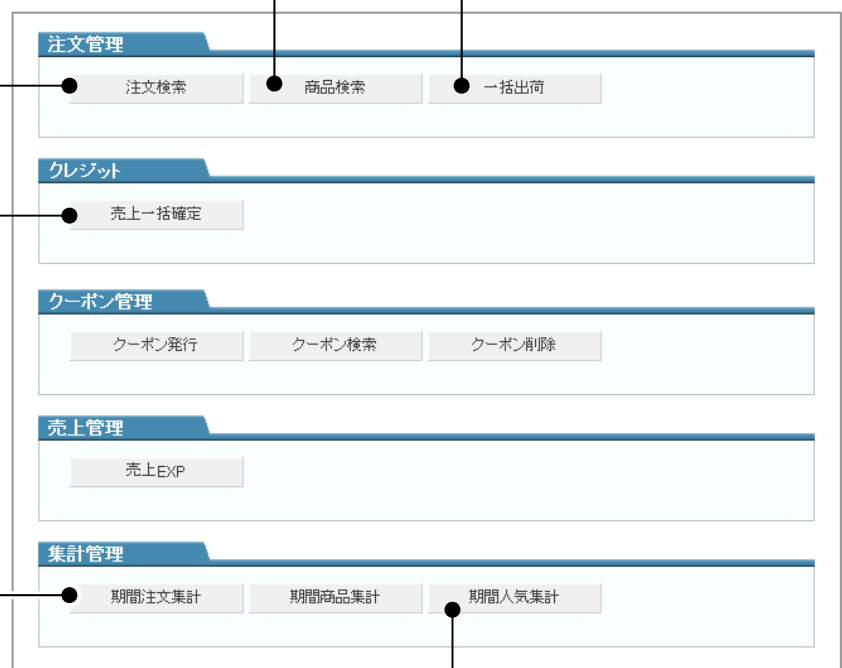 注文管理
注文検索 商品検索 一括出荷
クレジット
売上一括確定
クーポン管理
クーポン発行 クーポン検索 クーポン削除
売上管理
売上EXP
集計管理
期間注文集計 期間商品集計 期間人気集計